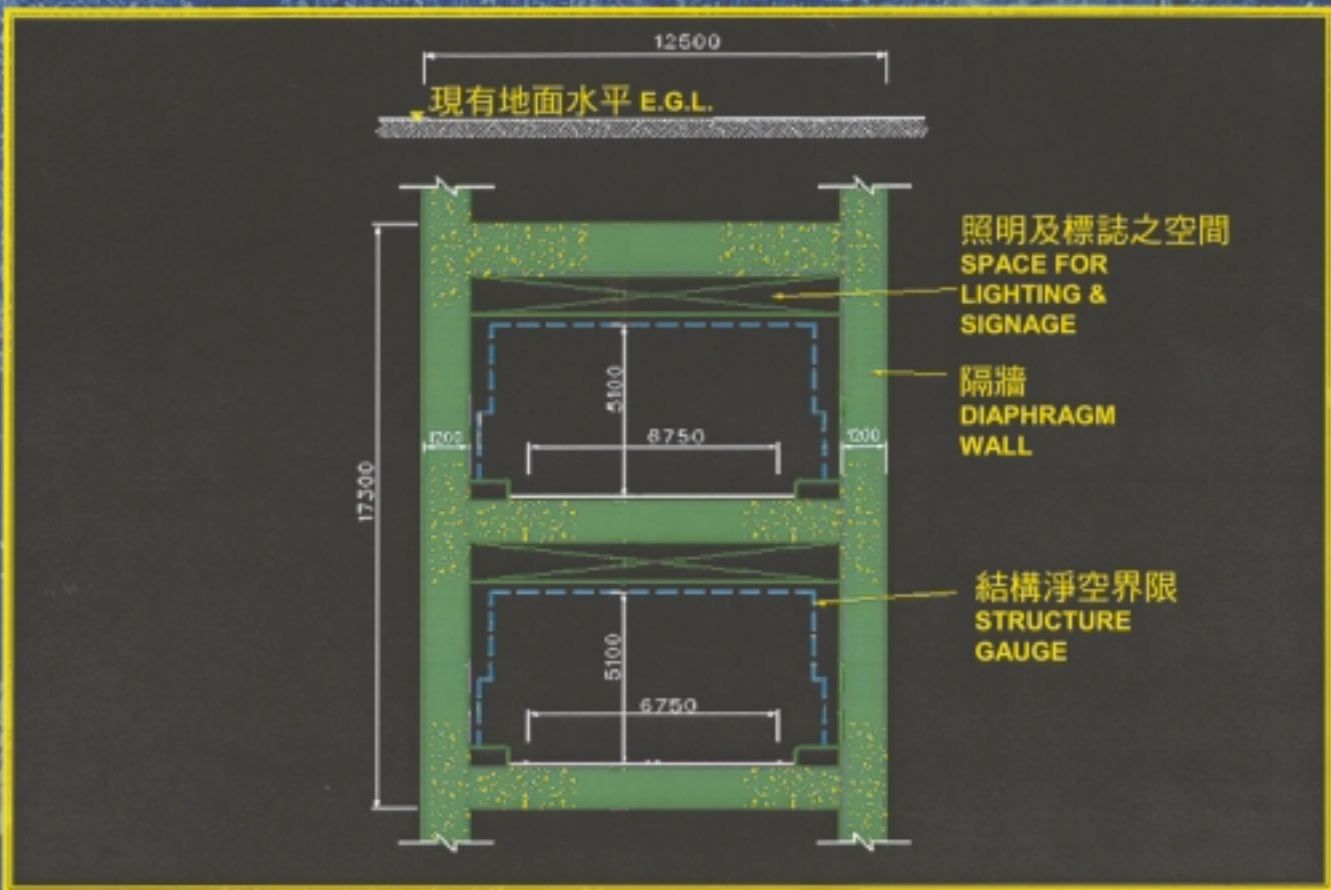 12500
現有地面水平 E.G.L.
照明及標誌之空間
SPACE FOR
LIGHTING &
SIGNAGE
隔牆
DIAPHRAGM
WALL
5100
6750
1200
1200
17300
結構淨空界限
STRUCTURE
GAUGE
5100
6750